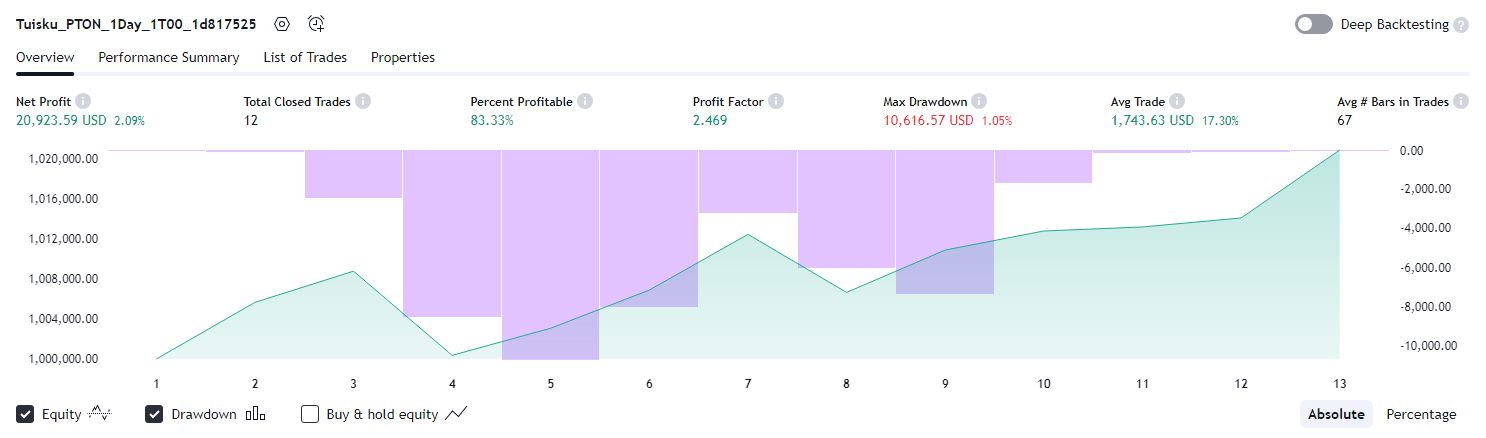 Tuisku_PTON_1Day_1T00_1d817525
Deep Backtesting ?
Overview Performance Summary List of Trades Properties
Net Profit Total Closed Trades Percent Profitable Profit Factor Max Drawdown Avg Trade Avg # Bars in Trades
20,923.59 USD 2.09% 12 83.33% 2.469 10,616.57 USD 1.05% 1,743.63 USD 17.30% 67
1,020,000.00 0.00
1,016,000.00 -2,000.00
1,012,000.00 -4,000.00
1,008,000.00 -6,000.00
1,004,000.00 -8,000.00
1,000,000.00 -10,000.00
1 2 3 4 5 6 7 8 9 10 11 12 13
Equity Drawdown Buy & hold equity Absolute Percentage